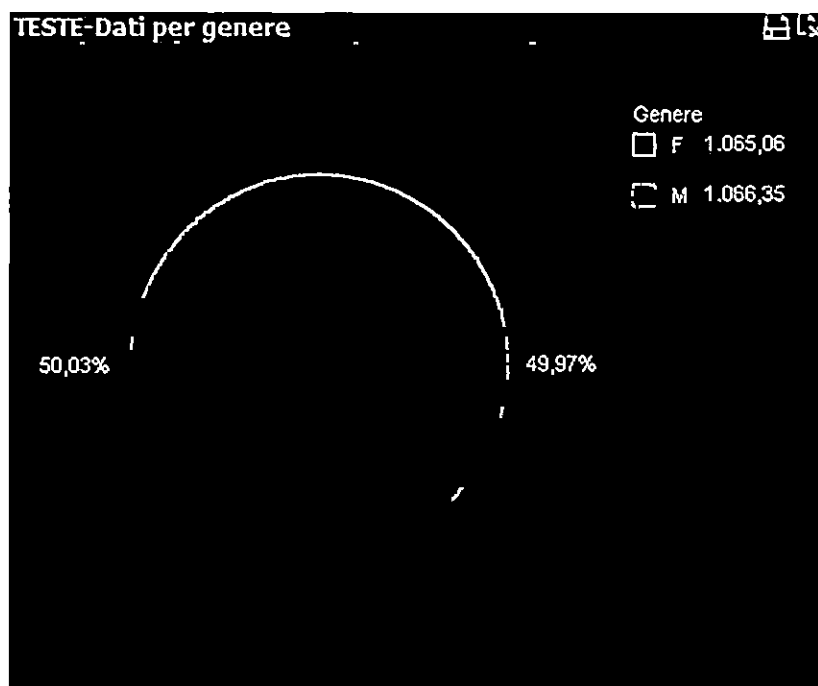 TESTE-Dati per genere
Genere
F 1.065,06
M 1.066,35
50,03%
49,97%